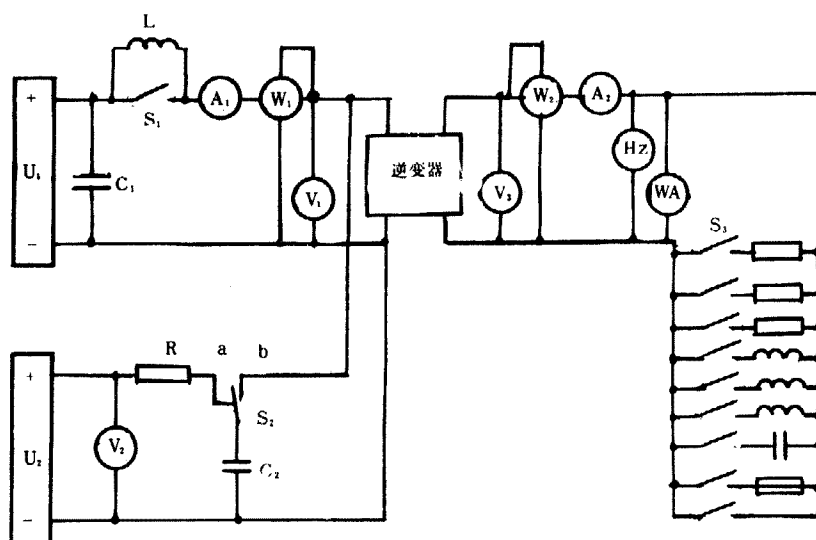 L
S₁
A₁
W₁
W₂
A₂
+
U₁
C₁
−
V₁
逆变器
V₃
Hz
WA
S₃
R
a
b
+
V₂
S₂
U₂
C₂
−